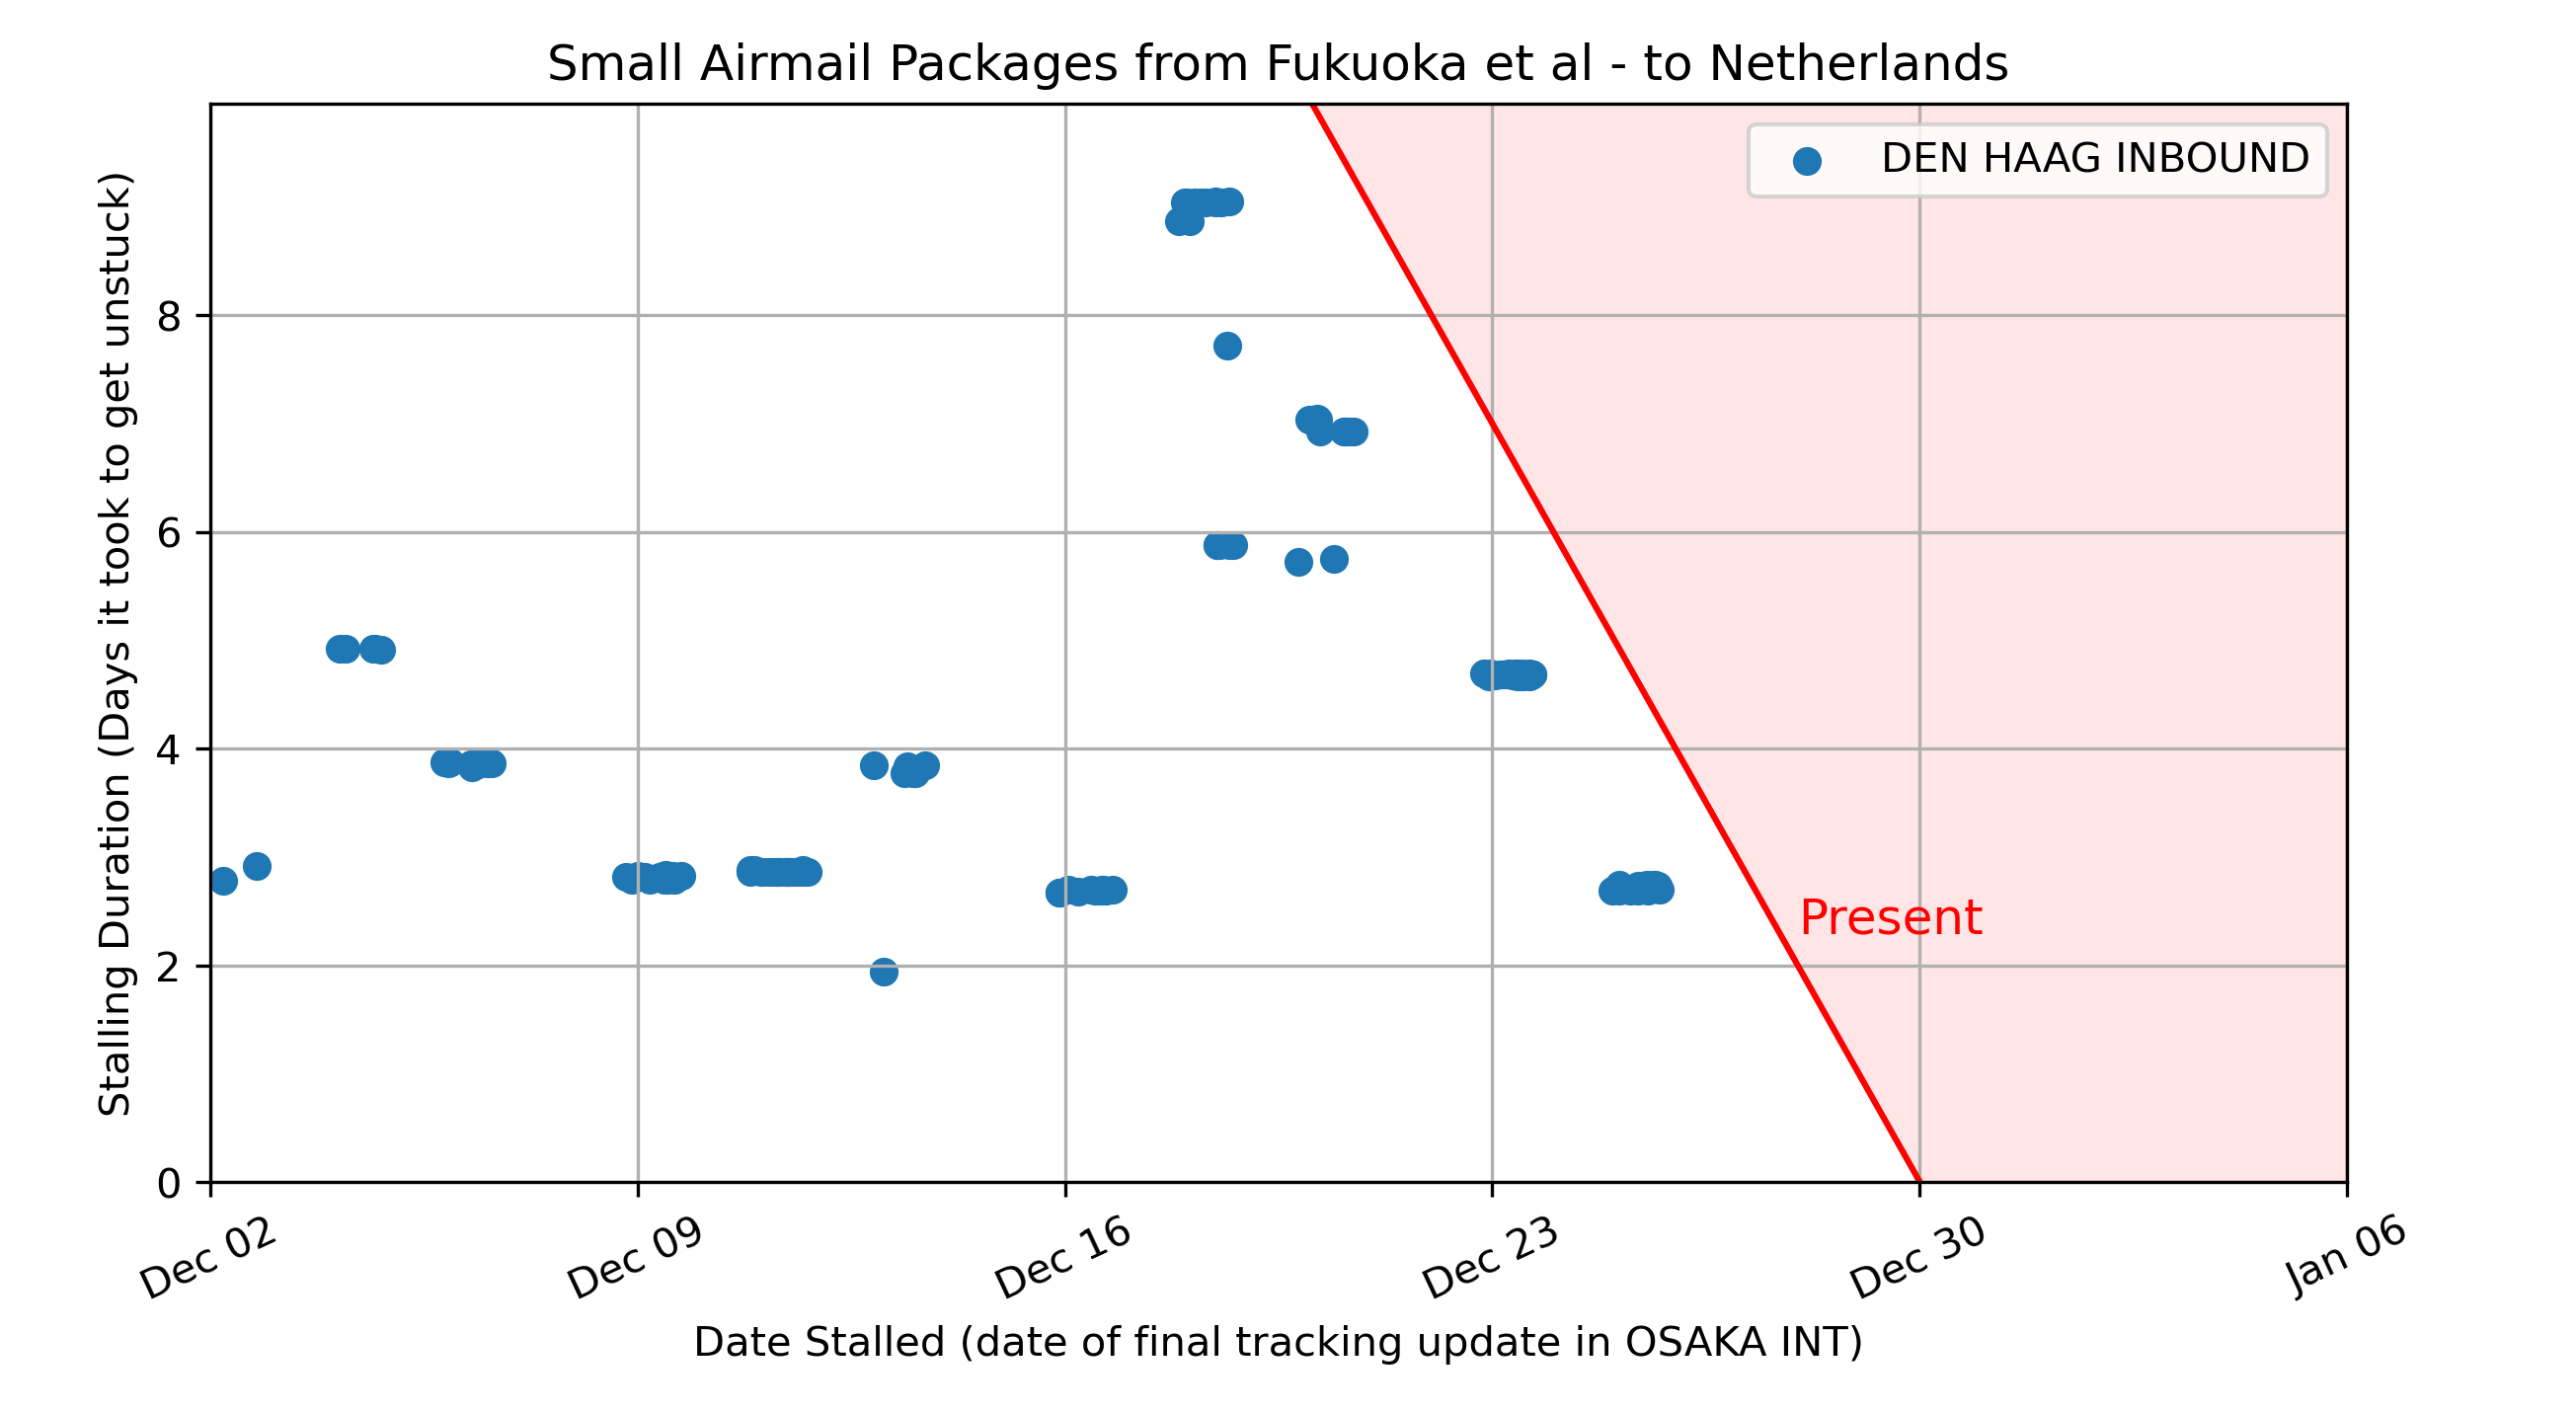 Small Airmail Packages from Fukuoka et al - to Netherlands
DEN HAAG INBOUND
Stalling Duration (Days it took to get unstuck)
8
6
4
2
0
Present
Dec 02
Dec 09
Dec 16
Dec 23
Dec 30
Jan 06
Date Stalled (date of final tracking update in OSAKA INT)